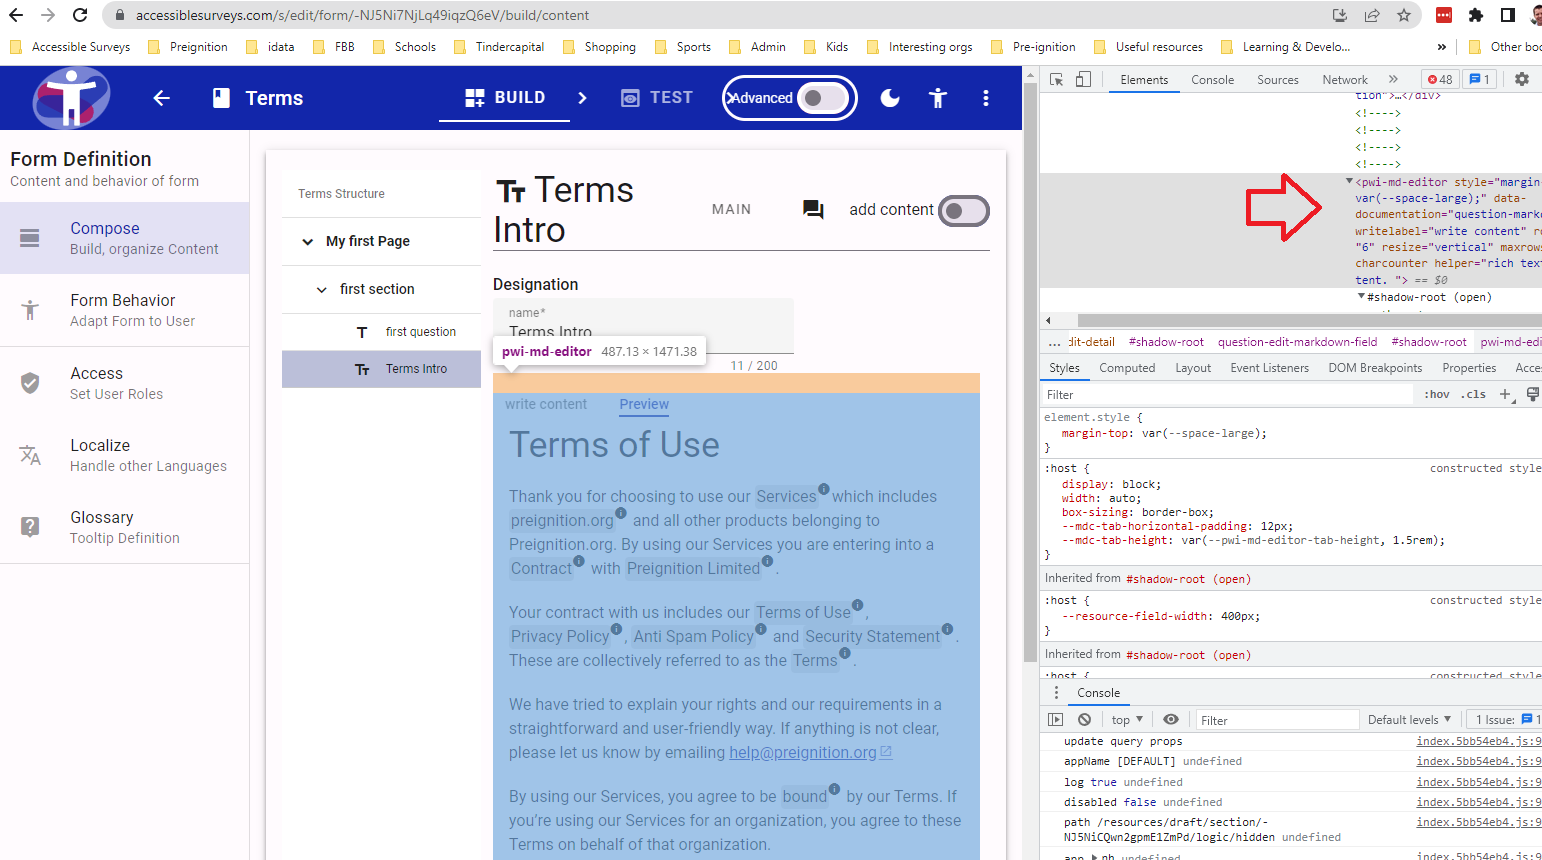 accessiblesurveys.com/s/edit/form/-NJ5Ni7NjLq49iqzQ6eV/build/content
Accessible Surveys Preignition idata FBB Schools Tindercapital Shopping Sports Admin Kids Interesting orgs Pre-ignition Useful resources Learning & Develo... » Other boo
Terms BUILD TEST Advanced
Form Definition
Content and behavior of form
Compose
Build, organize Content
Form Behavior
Adapt Form to User
Access
Set User Roles
Localize
Handle other Languages
Glossary
Tooltip Definition
Terms Structure
My first Page
first section
first question
Terms Intro
Terms
Intro
MAIN
add content
Designation
name*
Terms Intro
pwi-md-editor 487.13 × 1471.38
11 / 200
write content Preview
Terms of Use
Thank you for choosing to use our Services which includes
preignition.org and all other products belonging to
Preignition.org. By using our Services you are entering into a
Contract with Preignition Limited .
Your contract with us includes our Terms of Use ,
Privacy Policy , Anti Spam Policy and Security Statement .
These are collectively referred to as the Terms .
We have tried to explain your rights and our requirements in a
straightforward and user-friendly way. If anything is not clear,
please let us know by emailing help@preignition.org
By using our Services, you agree to be bound by our Terms. If
you're using our Services for an organization, you agree to these
Terms on behalf of that organization.
Elements Console Sources Network » 48 1
tion">…</div>
<!---->
<!---->
<!---->
<!---->
<pwi-md-editor style="margin-
var(--space-large);" data-
documentation="question-mark
writelabel="write content" ro
"6" resize="vertical" maxrows
charcounter helper="rich text
tent. "> == $0
#shadow-root (open)
... dit-detail #shadow-root question-edit-markdown-field #shadow-root pwi-md-edi
Styles Computed Layout Event Listeners DOM Breakpoints Properties Acces
Filter :hov .cls +
element.style {
margin-top: var(--space-large);
}
:host { constructed style
display: block;
width: auto;
box-sizing: border-box;
--mdc-tab-horizontal-padding: 12px;
--mdc-tab-height: var(--pwi-md-editor-tab-height, 1.5rem);
}
Inherited from #shadow-root (open)
:host { constructed style
--resource-field-width: 400px;
}
Inherited from #shadow-root (open)
:host { constructed style
Console
top Filter Default levels 1 Issue: 1
update query props index.5bb54eb4.js:9
appName [DEFAULT] undefined index.5bb54eb4.js:9
log true undefined index.5bb54eb4.js:9
disabled false undefined index.5bb54eb4.js:9
path /resources/draft/section/- index.5bb54eb4.js:9
NJ5NiCQwn2gpmE1ZmPd/logic/hidden undefined
app nh undefined index.5bb54eb4.js:9